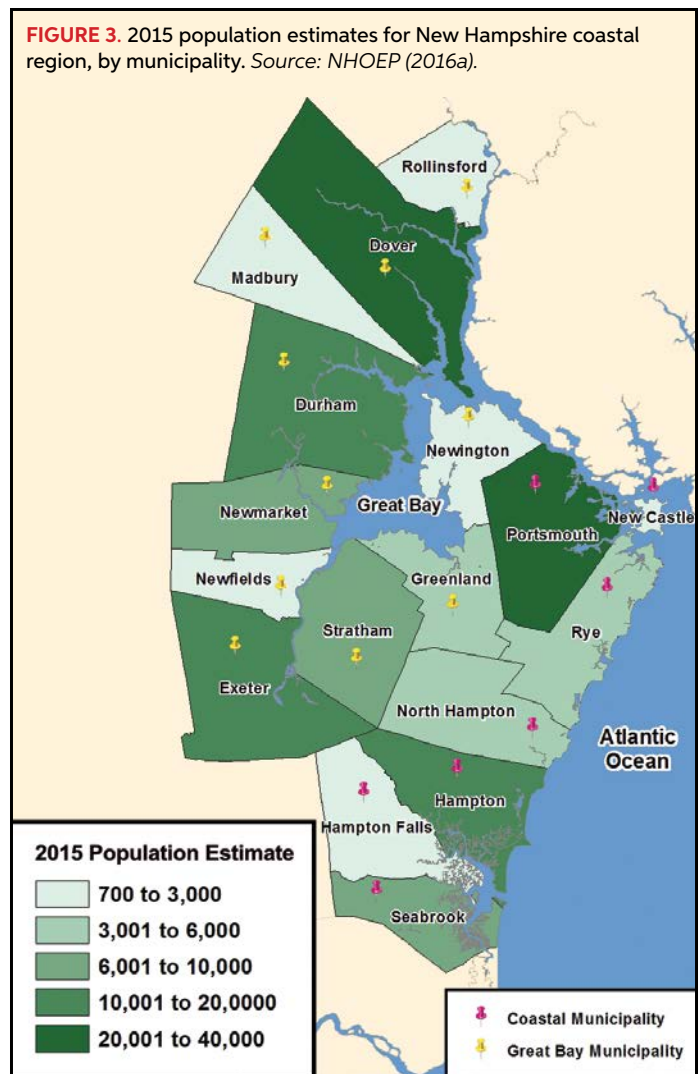 FIGURE 3. 2015 population estimates for New Hampshire coastal
region, by municipality. Source: NHOEP (2016a).
Rollinsford
Dover
Madbury
Durham
Newington
Newmarket
Great Bay
Portsmouth
New Castle
Newfields
Greenland
Stratham
Rye
Exeter
North Hampton
Atlantic
Ocean
Hampton
Hampton Falls
Seabrook
2015 Population Estimate
700 to 3,000
3,001 to 6,000
6,001 to 10,000
10,001 to 20,0000
20,001 to 40,000
Coastal Municipality
Great Bay Municipality